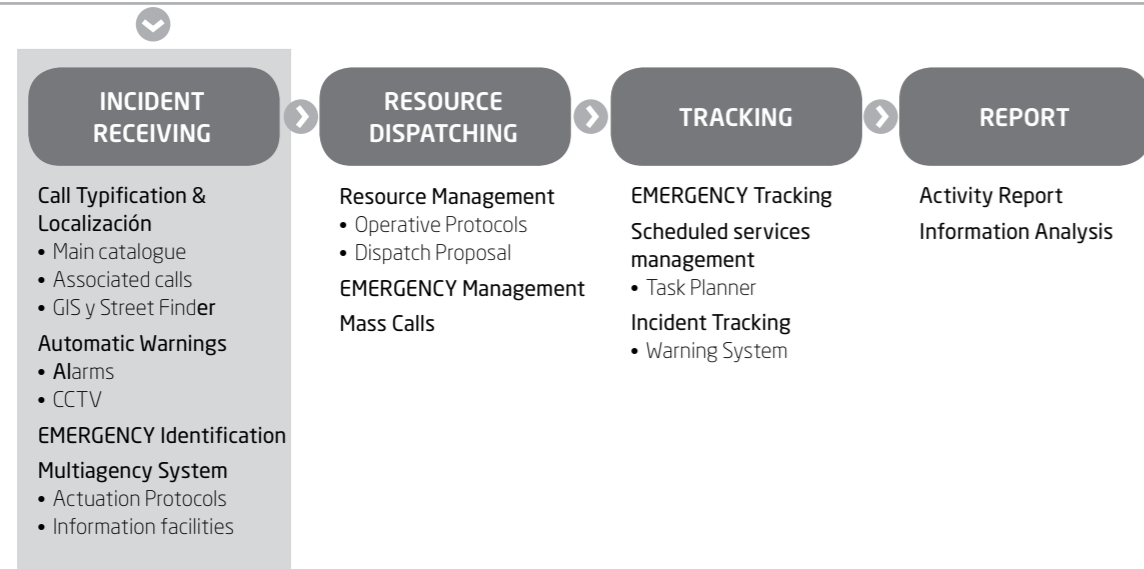 INCIDENT
RECEIVING
Call Typification &
Localización
• Main catalogue
• Associated calls
• GIS y Street Finder
Automatic Warnings
• Alarms
• CCTV
EMERGENCY Identification
Multiagency System
• Actuation Protocols
• Information facilities
RESOURCE
DISPATCHING
Resource Management
• Operative Protocols
• Dispatch Proposal
EMERGENCY Management
Mass Calls
TRACKING
EMERGENCY Tracking
Scheduled services
management
• Task Planner
Incident Tracking
• Warning System
REPORT
Activity Report
Information Analysis